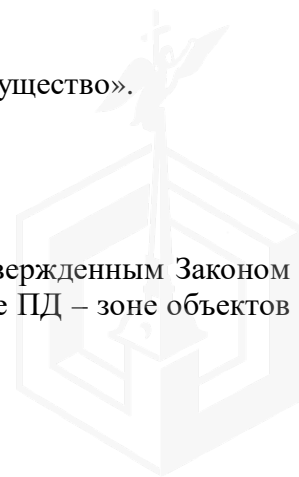 ущество».
вержденным Законом
е ПД – зоне объектов